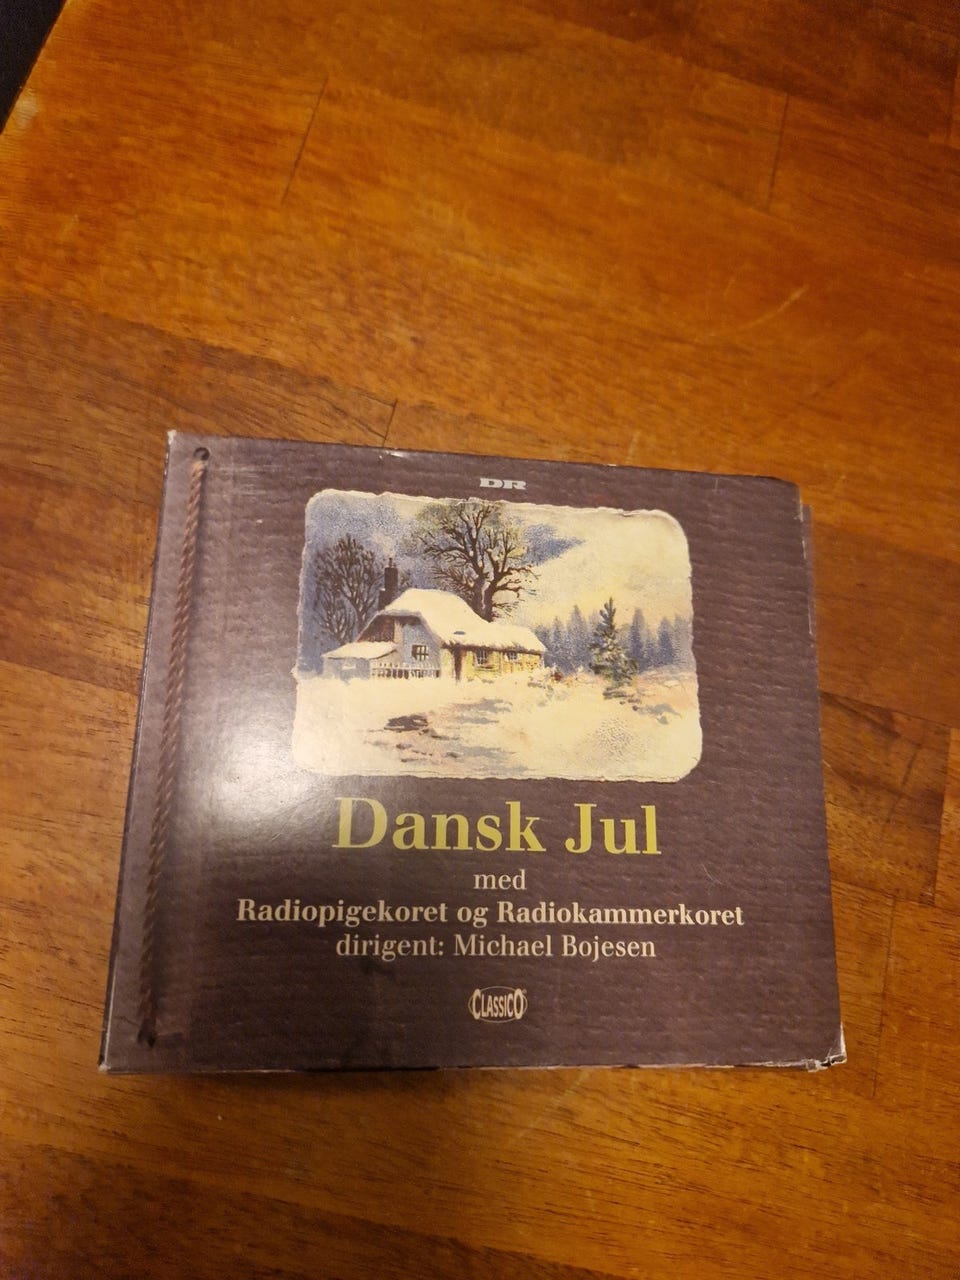 DR
Dansk Jul
med
Radiopigekoret og Radiokammerkoret
dirigent: Michael Bojesen
CLASSICO